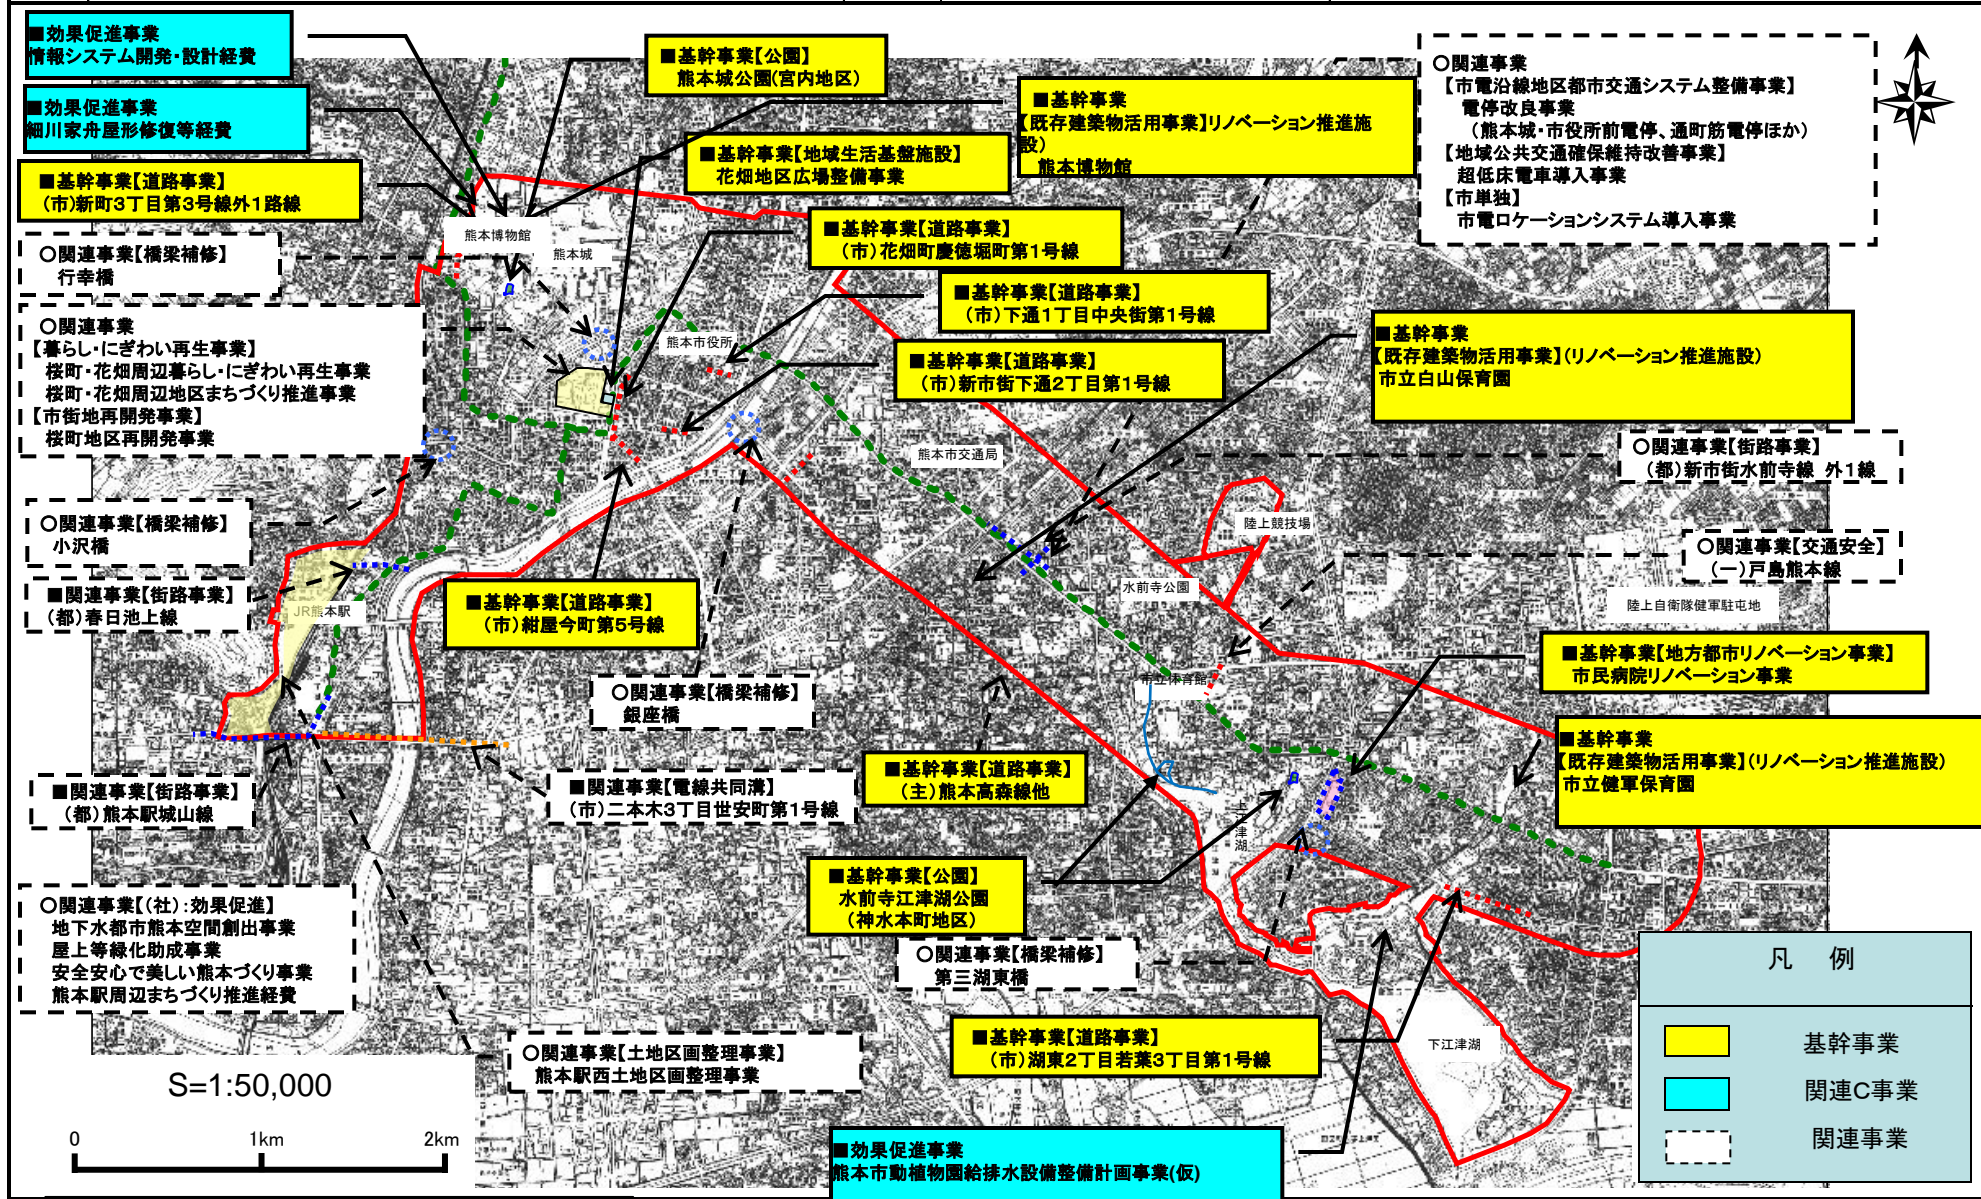 ■効果促進事業
情報システム開発・設計経費
■効果促進事業
細川家舟屋形修復等経費
■基幹事業【道路事業】
(市)新町3丁目第3号線外1路線
○関連事業【橋梁補修】
行幸橋
○関連事業
【暮らし・にぎわい再生事業】
桜町・花畑周辺暮らし・にぎわい再生事業
桜町・花畑周辺地区まちづくり推進事業
【市街地再開発事業】
桜町地区再開発事業
○関連事業【橋梁補修】
小沢橋
■関連事業【街路事業】
(都)春日池上線
■関連事業【街路事業】
(都)熊本駅城山線
○関連事業【(社):効果促進】
地下水都市熊本空間創出事業
屋上等緑化助成事業
安全安心で美しい熊本づくり事業
熊本駅周辺まちづくり推進経費
S=1:50,000
0
1km
2km
■基幹事業【公園】
熊本城公園(宮内地区)
■基幹事業【地域生活基盤施設】
花畑地区広場整備事業
■基幹事業
【既存建築物活用事業】リノベーション推進施
設)
熊本博物館
■基幹事業【道路事業】
(市)花畑町慶徳堀町第1号線
■基幹事業【道路事業】
(市)下通1丁目中央街第1号線
■基幹事業【道路事業】
(市)新市街下通2丁目第1号線
○関連事業
【市電沿線地区都市交通システム整備事業】
電停改良事業
(熊本城・市役所前電停、通町筋電停ほか)
【地域公共交通確保維持改善事業】
超低床電車導入事業
【市単独】
市電ロケーションシステム導入事業
■基幹事業
【既存建築物活用事業】(リノベーション推進施設)
市立白山保育園
○関連事業【街路事業】
(都)新市街水前寺線 外1線
○関連事業【交通安全】
(一)戸島熊本線
■基幹事業【地方都市リノベーション事業】
市民病院リノベーション事業
■基幹事業
【既存建築物活用事業】(リノベーション推進施設)
市立健軍保育園
熊本博物館
熊本城
熊本市役所
熊本市交通局
陸上競技場
水前寺公園
陸上自衛隊健軍駐屯地
市立体育館
JR熊本駅
上江津湖
下江津湖
■基幹事業【道路事業】
(市)紺屋今町第5号線
○関連事業【橋梁補修】
銀座橋
■関連事業【電線共同溝】
(市)二本木3丁目世安町第1号線
■基幹事業【道路事業】
(主)熊本高森線他
■基幹事業【公園】
水前寺江津湖公園
(神水本町地区)
○関連事業【橋梁補修】
第三湖東橋
■基幹事業【道路事業】
(市)湖東2丁目若葉3丁目第1号線
○関連事業【土地区画整理事業】
熊本駅西土地区画整理事業
■効果促進事業
熊本市動植物園給排水設備整備計画事業(仮)
凡 例
基幹事業
関連C事業
関連事業